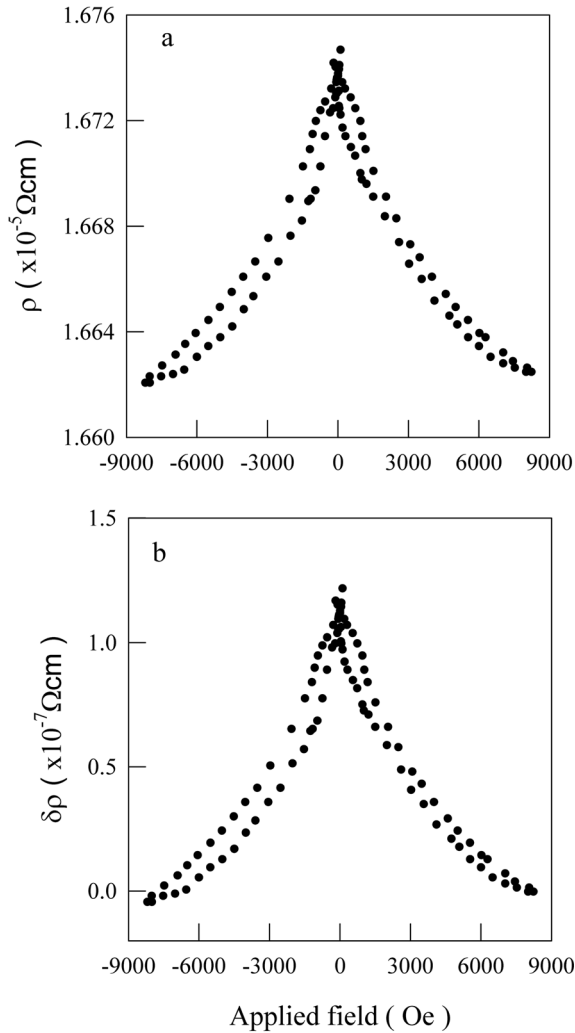 a
1.676
1.672
1.668
1.664
1.660
ρ ( x10⁻⁵Ωcm )
-9000 -6000 -3000 0 3000 6000 9000
b
1.5
1.0
0.5
0.0
δρ ( x10⁻⁷Ωcm )
-9000 -6000 -3000 0 3000 6000 9000
Applied field ( Oe )